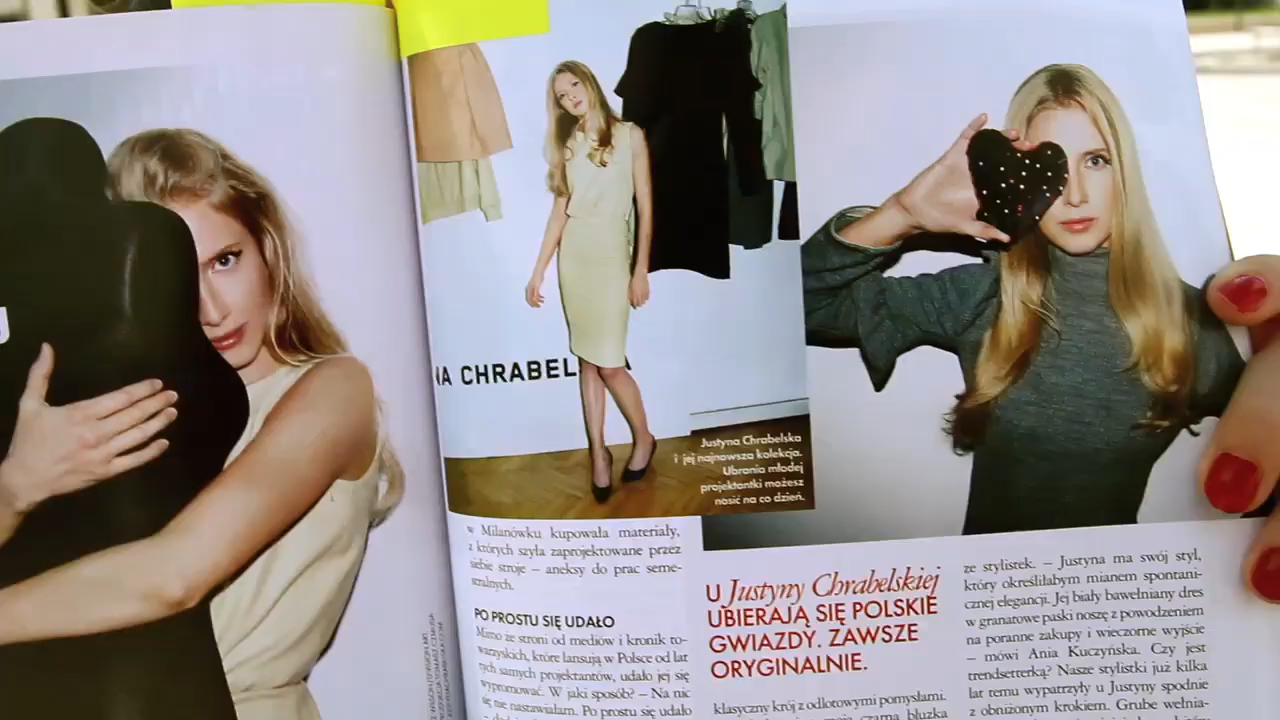 NA CHRABEL
Justyna Chrabelska
i jej najnowsza kolekcja.
Ubrania młodej
projektantki możesz
nosić na co dzień.
w Milanówku kupowała materiały,
z których szyła zaprojektowane przez
siebie stroje – aneksy do prac seme-
stralnych.
PO PROSTU SIĘ UDAŁO
Mimo że stroni od mediów i kronik to-
warzyskich, które lansują w Polsce od lat
tych samych projektantów, udało jej się
wypromować. W jaki sposób? – Na nic
się nie nastawiałam. Po prostu się udało
U Justyny Chrabelskiej
UBIERAJĄ SIĘ POLSKIE
GWIAZDY. ZAWSZE
ORYGINALNIE.
klasyczny krój z odlotowymi pomysłami.
czarna bluzka
ze stylistek. – Justyna ma swój styl,
który określiłabym mianem spontani-
cznej elegancji. Jej biały bawełniany dres
w granatowe paski noszę z powodzeniem
na poranne zakupy i wieczorne wyjście
– mówi Ania Kuczyńska. Czy jest
trendsetterką? Nasze stylistki już kilka
lat temu wypatrzyły u Justyny spodnie
z obniżonym krokiem. Grube wełnia-